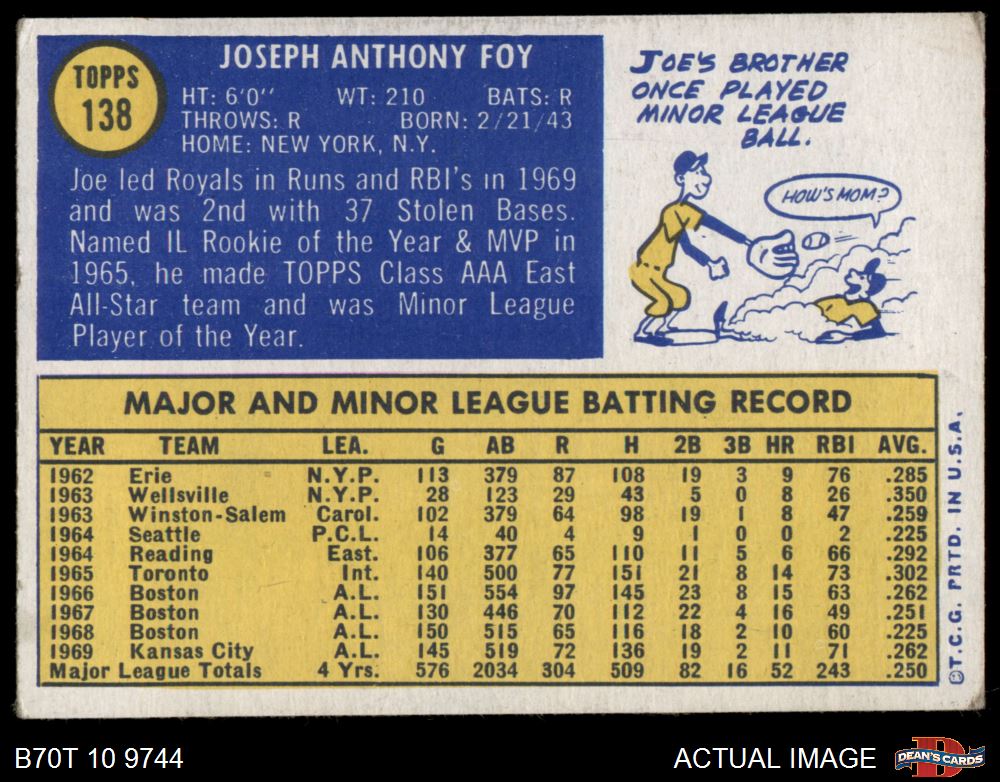 TOPPS
138
JOSEPH ANTHONY FOY
HT: 6'0" WT: 210 BATS: R
THROWS: R BORN: 2/21/43
HOME: NEW YORK, N.Y.
Joe led Royals in Runs and RBI's in 1969
and was 2nd with 37 Stolen Bases.
Named IL Rookie of the Year & MVP in
1965, he made TOPPS Class AAA East
All-Star team and was Minor League
Player of the Year.
JOE'S BROTHER
ONCE PLAYED
MINOR LEAGUE
BALL.
HOW'S MOM?
MAJOR AND MINOR LEAGUE BATTING RECORD
YEAR TEAM LEA. G AB R H 2B 3B HR RBI AVG.
1962 Erie N.Y.P. 113 379 87 108 19 3 9 76 .285
1963 Wellsville N.Y.P. 28 123 29 43 5 0 8 26 .350
1963 Winston-Salem Carol. 102 379 64 98 19 1 8 47 .259
1964 Seattle P.C.L. 14 40 4 9 1 0 0 2 .225
1964 Reading East. 106 377 65 110 11 5 6 66 .292
1965 Toronto Int. 140 500 77 151 21 8 14 73 .302
1966 Boston A.L. 151 554 97 145 23 8 15 63 .262
1967 Boston A.L. 130 446 70 112 22 4 16 49 .251
1968 Boston A.L. 150 515 65 116 18 2 10 60 .225
1969 Kansas City A.L. 145 519 72 136 19 2 11 71 .262
Major League Totals 4 Yrs. 576 2034 304 509 82 16 52 243 .250
©T.C.G. PRTD. IN U.S.A.
B70T 10 9744
ACTUAL IMAGE
D
DEAN'S CARDS